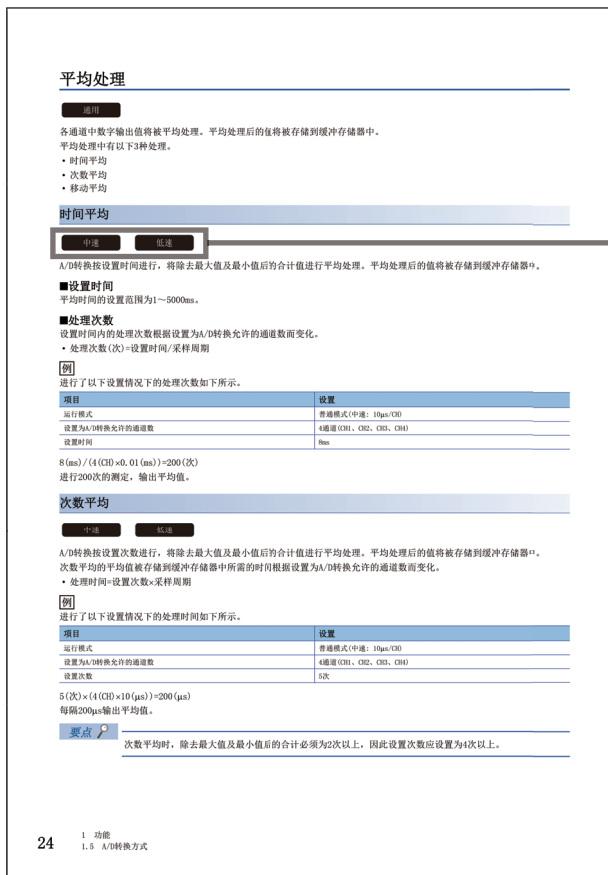 平均处理
通用
各通道中数字输出值将被平均处理。平均处理后的值将被存储到缓冲存储器中。
平均处理中有以下3种处理。
• 时间平均
• 次数平均
• 移动平均
时间平均
中速 低速
A/D转换按设置时间进行，将除去最大值及最小值后的合计值进行平均处理。平均处理后的值将被存储到缓冲存储器中。
■设置时间
平均时间的设置范围为1～5000ms。
■处理次数
设置时间内的处理次数根据设置为A/D转换允许的通道数而变化。
• 处理次数(次)=设置时间/采样周期
例
进行了以下设置情况下的处理次数如下所示。
项目 设置
运行模式 普通模式(中速: 10μs/CH)
设置为A/D转换允许的通道数 4通道(CH1、CH2、CH3、CH4)
设置时间 8ms
8(ms)/(4(CH)×0.01(ms))=200(次)
进行200次的测定，输出平均值。
次数平均
中速 低速
A/D转换按设置次数进行，将除去最大值及最小值后的合计值进行平均处理。平均处理后的值将被存储到缓冲存储器中。
次数平均的平均值被存储到缓冲存储器中所需的时间根据设置为A/D转换允许的通道数而变化。
• 处理时间=设置次数×采样周期
例
进行了以下设置情况下的处理时间如下所示。
项目 设置
运行模式 普通模式(中速: 10μs/CH)
设置为A/D转换允许的通道数 4通道(CH1、CH2、CH3、CH4)
设置次数 5次
5(次)×(4(CH)×10(μs))=200(μs)
每隔200μs输出平均值。
要点
次数平均时，除去最大值及最小值后的合计必须为2次以上，因此设置次数应设置为4次以上。
24
1 功能
1.5 A/D转换方式